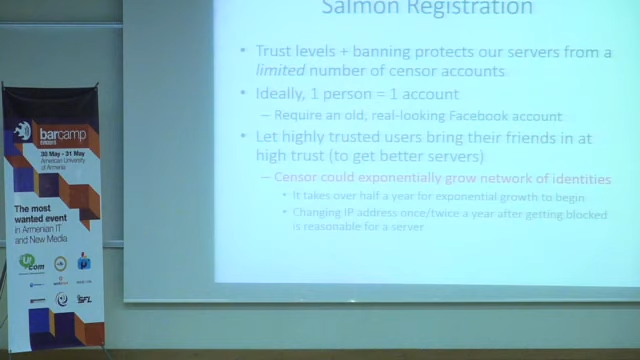 Salmon Registration
• Trust levels + banning protects our servers from a
limited number of censor accounts
• Ideally, 1 person = 1 account
– Require an old, real-looking Facebook account
• Let highly trusted users bring their friends in at
high trust (to get better servers)
– Censor could exponentially grow network of identities
• It takes over half a year for exponential growth to begin
• Changing IP address once/twice a year after getting blocked
is reasonable for a server
barcamp
30 May - 31 May
American University
of Armenia
The most
wanted event
in Armenian IT
and New Media
com
SFL